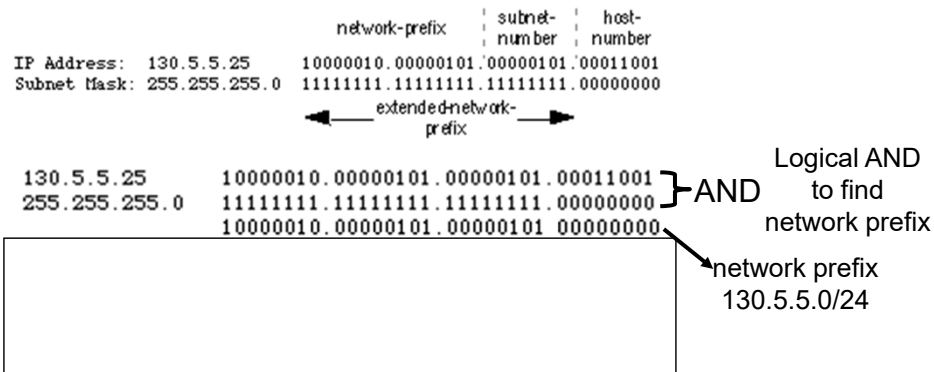 network-prefix
subnet-
number
host-
number
IP Address: 130.5.5.25 10000010.00000101.00000101.00011001
Subnet Mask: 255.255.255.0 11111111.11111111.11111111.00000000
extended-network-
prefix
130.5.5.25 10000010.00000101.00000101.00011001
255.255.255.0 11111111.11111111.11111111.00000000
10000010.00000101.00000101 00000000
AND
Logical AND
to find
network prefix
network prefix
130.5.5.0/24